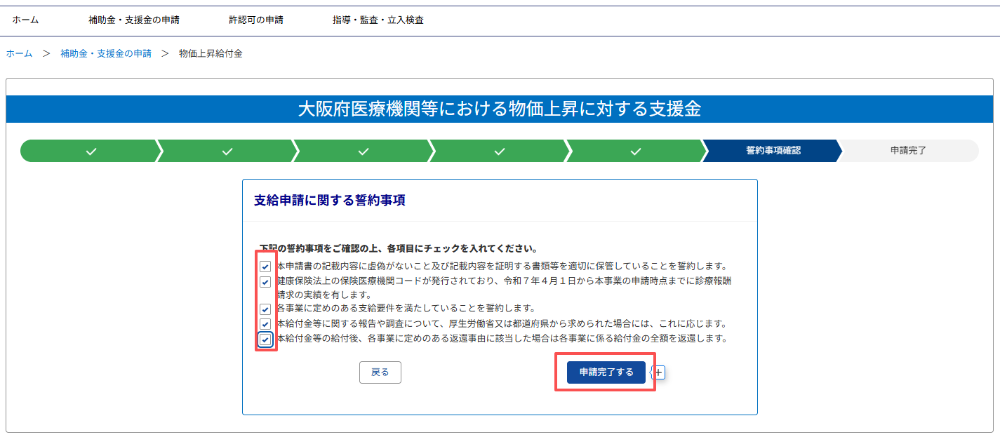 ホーム 補助金・支援金の申請 許認可の申請 指導・監査・立入検査
ホーム ＞ 補助金・支援金の申請 ＞ 物価上昇給付金
大阪府医療機関等における物価上昇に対する支援金
誓約事項確認 申請完了
支給申請に関する誓約事項
下記の誓約事項をご確認の上、各項目にチェックを入れてください。
本申請書の記載内容に虚偽がないこと及び記載内容を証明する書類等を適切に保管していることを誓約します。
健康保険法上の保険医療機関コードが発行されており、令和７年４月１日から本事業の申請時点までに診療報酬
請求の実績を有します。
各事業に定めのある支給要件を満たしていることを誓約します。
本給付金等に関する報告や調査について、厚生労働省又は都道府県から求められた場合には、これに応じます。
本給付金等の給付後、各事業に定めのある返還事由に該当した場合は各事業に係る給付金の全額を返還します。
戻る 申請完了する